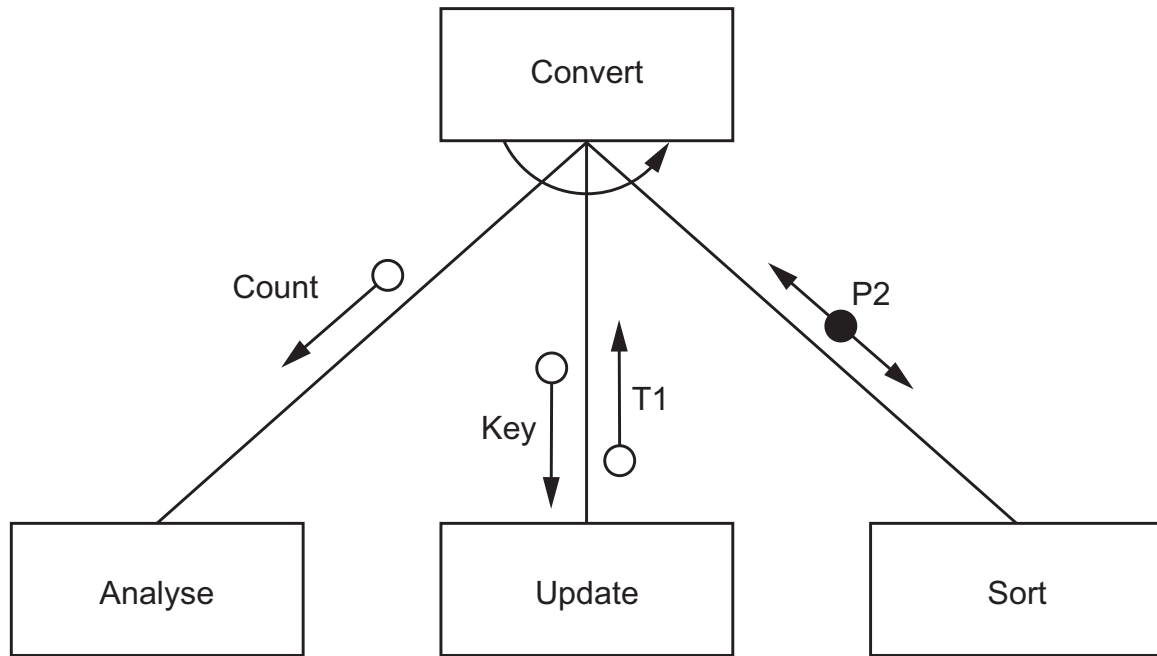 Convert
Count
P2
Key
T1
Analyse
Update
Sort